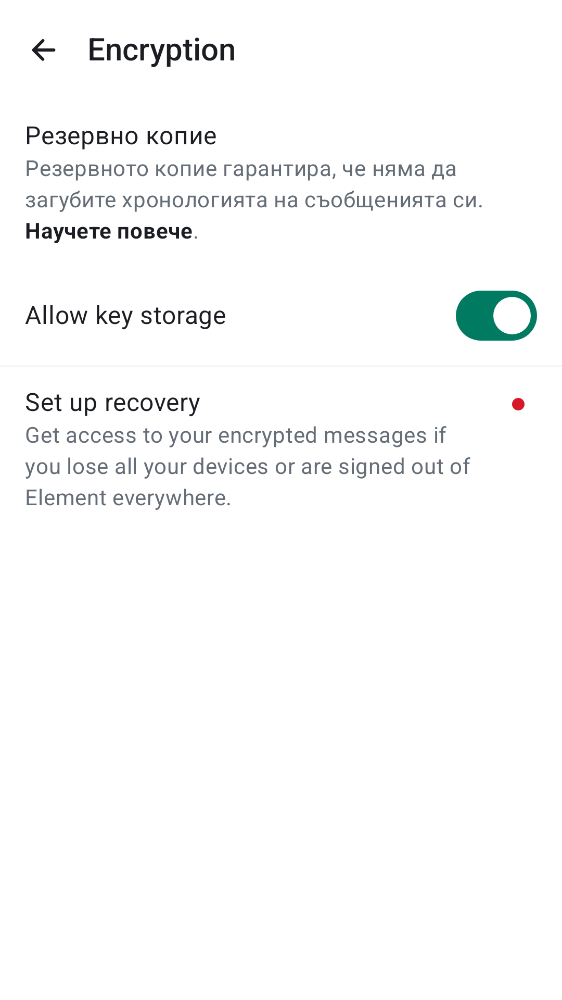 Encryption
Резервно копие
Резервното копие гарантира, че няма да
загубите хронологията на съобщенията си.
Научете повече.
Allow key storage
Set up recovery
Get access to your encrypted messages if
you lose all your devices or are signed out of
Element everywhere.